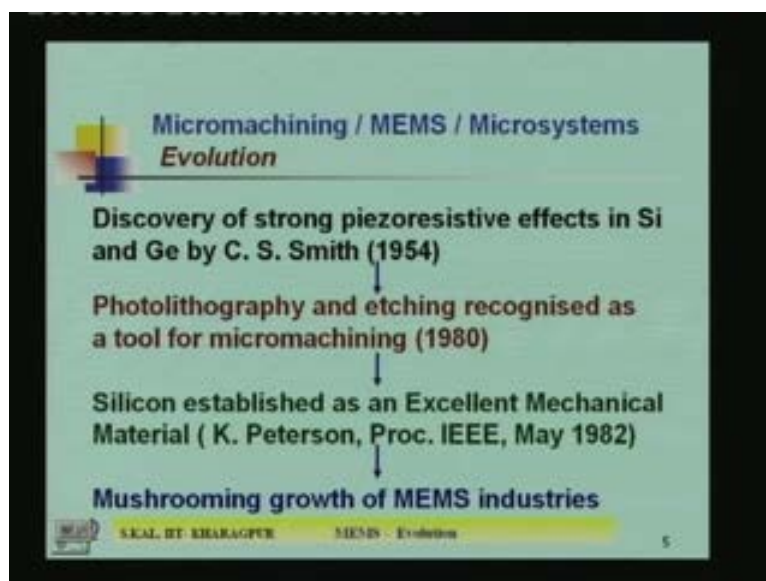 Micromachining / MEMS / Microsystems
Evolution
Discovery of strong piezoresistive effects in Si
and Ge by C. S. Smith (1954)
Photolithography and etching recognised as
a tool for micromachining (1980)
Silicon established as an Excellent Mechanical
Material ( K. Peterson, Proc. IEEE, May 1982)
Mushrooming growth of MEMS industries
S.KAL, IIT- KHARAGPUR MEMS - Evolution 5